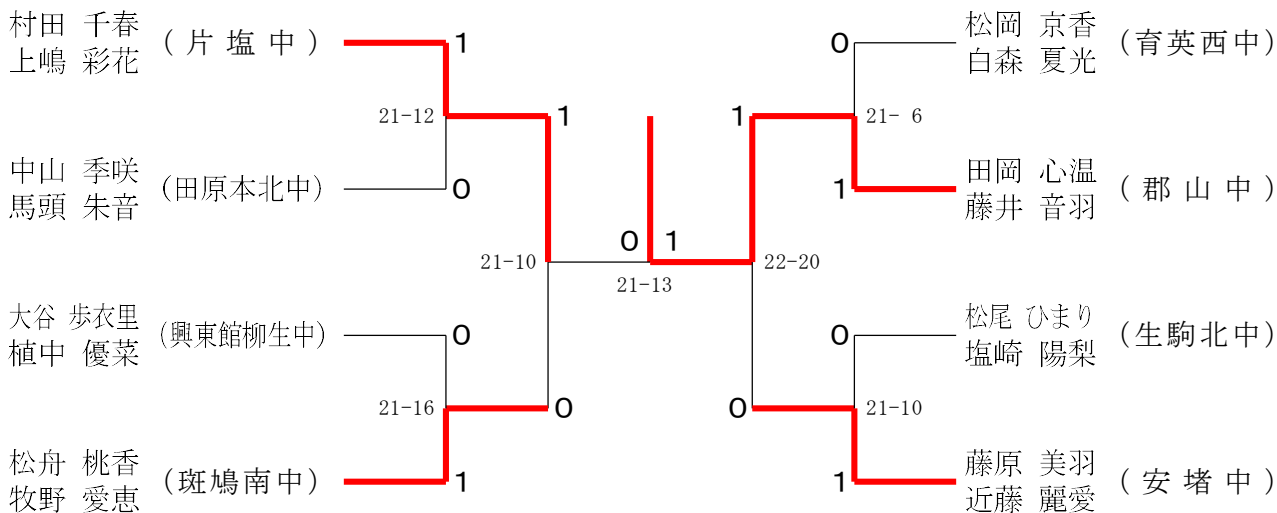 村田 千春
上嶋 彩花
(片塩中)
1
21-12
中山 季咲
馬頭 朱音
(田原本北中)
0
1
21-10
大谷 歩衣里
植中 優菜
(興東館柳生中)
0
21-16
松舟 桃香
牧野 愛恵
(斑鳩南中)
1
0
0
1
21-13
松岡 京香
白森 夏光
(育英西中)
0
21- 6
田岡 心温
藤井 音羽
(郡山中)
1
1
22-20
松尾 ひまり
塩崎 陽梨
(生駒北中)
0
21-10
藤原 美羽
近藤 麗愛
(安堵中)
1
0